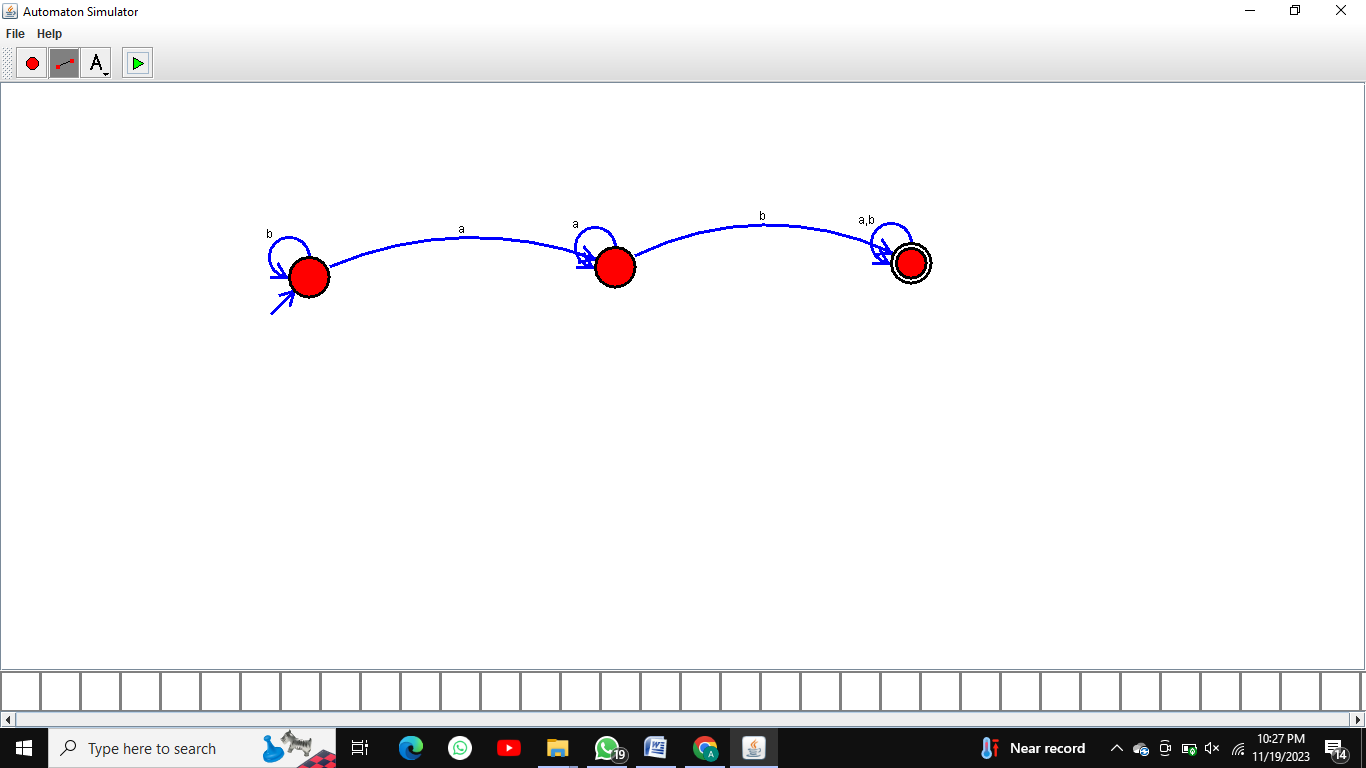 Automaton Simulator
File Help
A
b
a
a
b
a,b
Type here to search
19
A
Near record
10:27 PM
11/19/2023
14